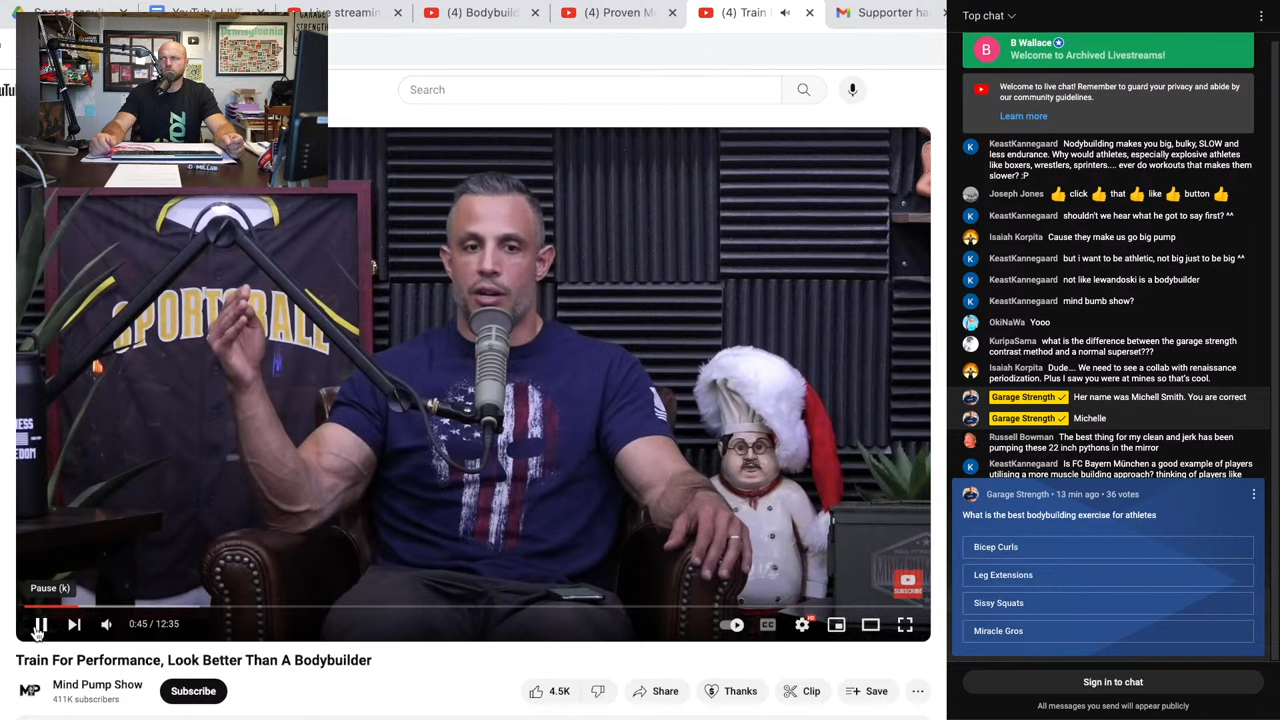 Search results
YouTube LIVE
Live streamin
(4) Bodybuil
(4) Proven M
(4) Train I
Supporter ha
Pennsylvania
GARAGE
STRENGTH
Search
SPORTSBALL
Pause (k)
0:45 / 12:35
SUBSCRIBE
Train For Performance, Look Better Than A Bodybuilder
Mind Pump Show
411K subscribers
Subscribe
4.5K
Share
Thanks
Clip
Save
Top chat
B
B Wallace
Welcome to Archived Livestreams!
Welcome to live chat! Remember to guard your privacy and abide by
our community guidelines.
Learn more
K
KeastKannegaard Nodybuilding makes you big, bulky, SLOW and
less endurance. Why would athletes, especially explosive athletes
like boxers, wrestlers, sprinters.... ever do workouts that makes them
slower? :P
Joseph Jones 👍 click 👍 that 👍 like 👍 button 👍
K
KeastKannegaard shouldn't we hear what he got to say first? ^^
Isaiah Korpita Cause they make us go big pump
K
KeastKannegaard but i want to be athletic, not big just to be big ^^
K
KeastKannegaard not like lewandoski is a bodybuilder
K
KeastKannegaard mind bumb show?
OkiNaWa Yooo
KuripaSama what is the difference between the garage strength
contrast method and a normal superset???
Isaiah Korpita Dude.... We need to see a collab with renaissance
periodization. Plus I saw you were at mines so that's cool.
Garage Strength Her name was Michell Smith. You are correct
Garage Strength Michelle
Russell Bowman The best thing for my clean and jerk has been
pumping these 22 inch pythons in the mirror
K
KeastKannegaard Is FC Bayern München a good example of players
utilising a more muscle building approach? thinking of players like
Garage Strength • 13 min ago • 36 votes
What is the best bodybuilding exercise for athletes
Bicep Curls
Leg Extensions
Sissy Squats
Miracle Gros
Sign in to chat
All messages you send will appear publicly